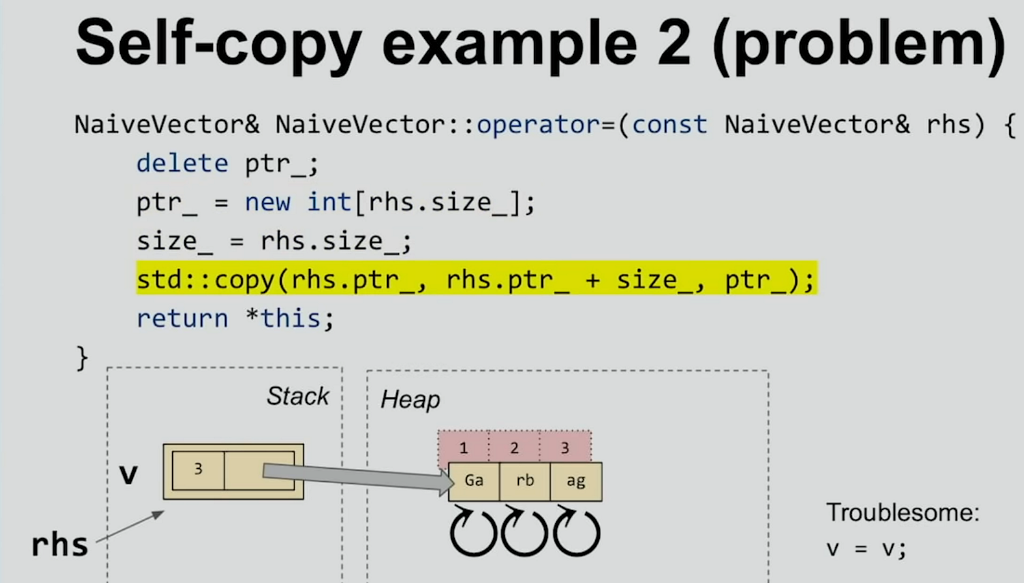 Self-copy example 2 (problem)
NaiveVector& NaiveVector::operator=(const NaiveVector& rhs) {
    delete ptr_;
    ptr_ = new int[rhs.size_];
    size_ = rhs.size_;
    std::copy(rhs.ptr_, rhs.ptr_ + size_, ptr_);
    return *this;
}
Stack
Heap
1 2 3
v 3
Ga rb ag
rhs
Troublesome:
v = v;